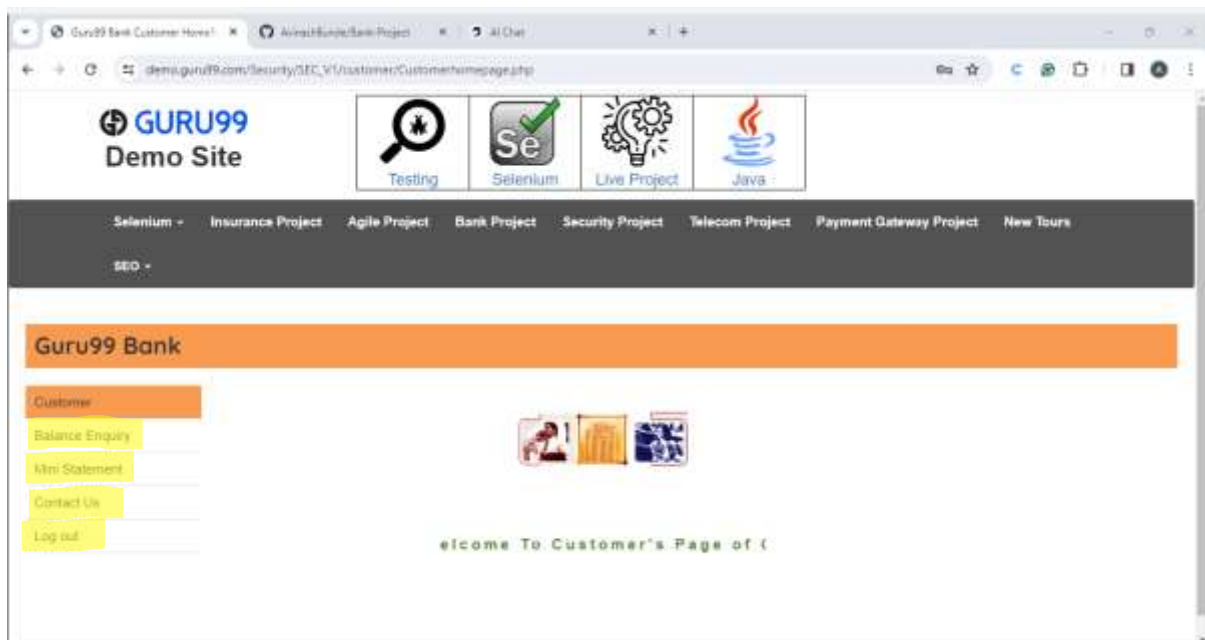 Guru99 Bank Customer Home
AvinashBunde/Bank-Project
AI Chat
demo.guru99.com/Security/SEC_V1/customer/Customerhomepage.php
GURU99
Demo Site
Se
Testing Selenium Live Project Java
Selenium Insurance Project Agile Project Bank Project Security Project Telecom Project Payment Gateway Project New Tours
SEO
Guru99 Bank
Customer
Balance Enquiry
Mini Statement
Contact Us
Log out
elcome To Customer's Page of